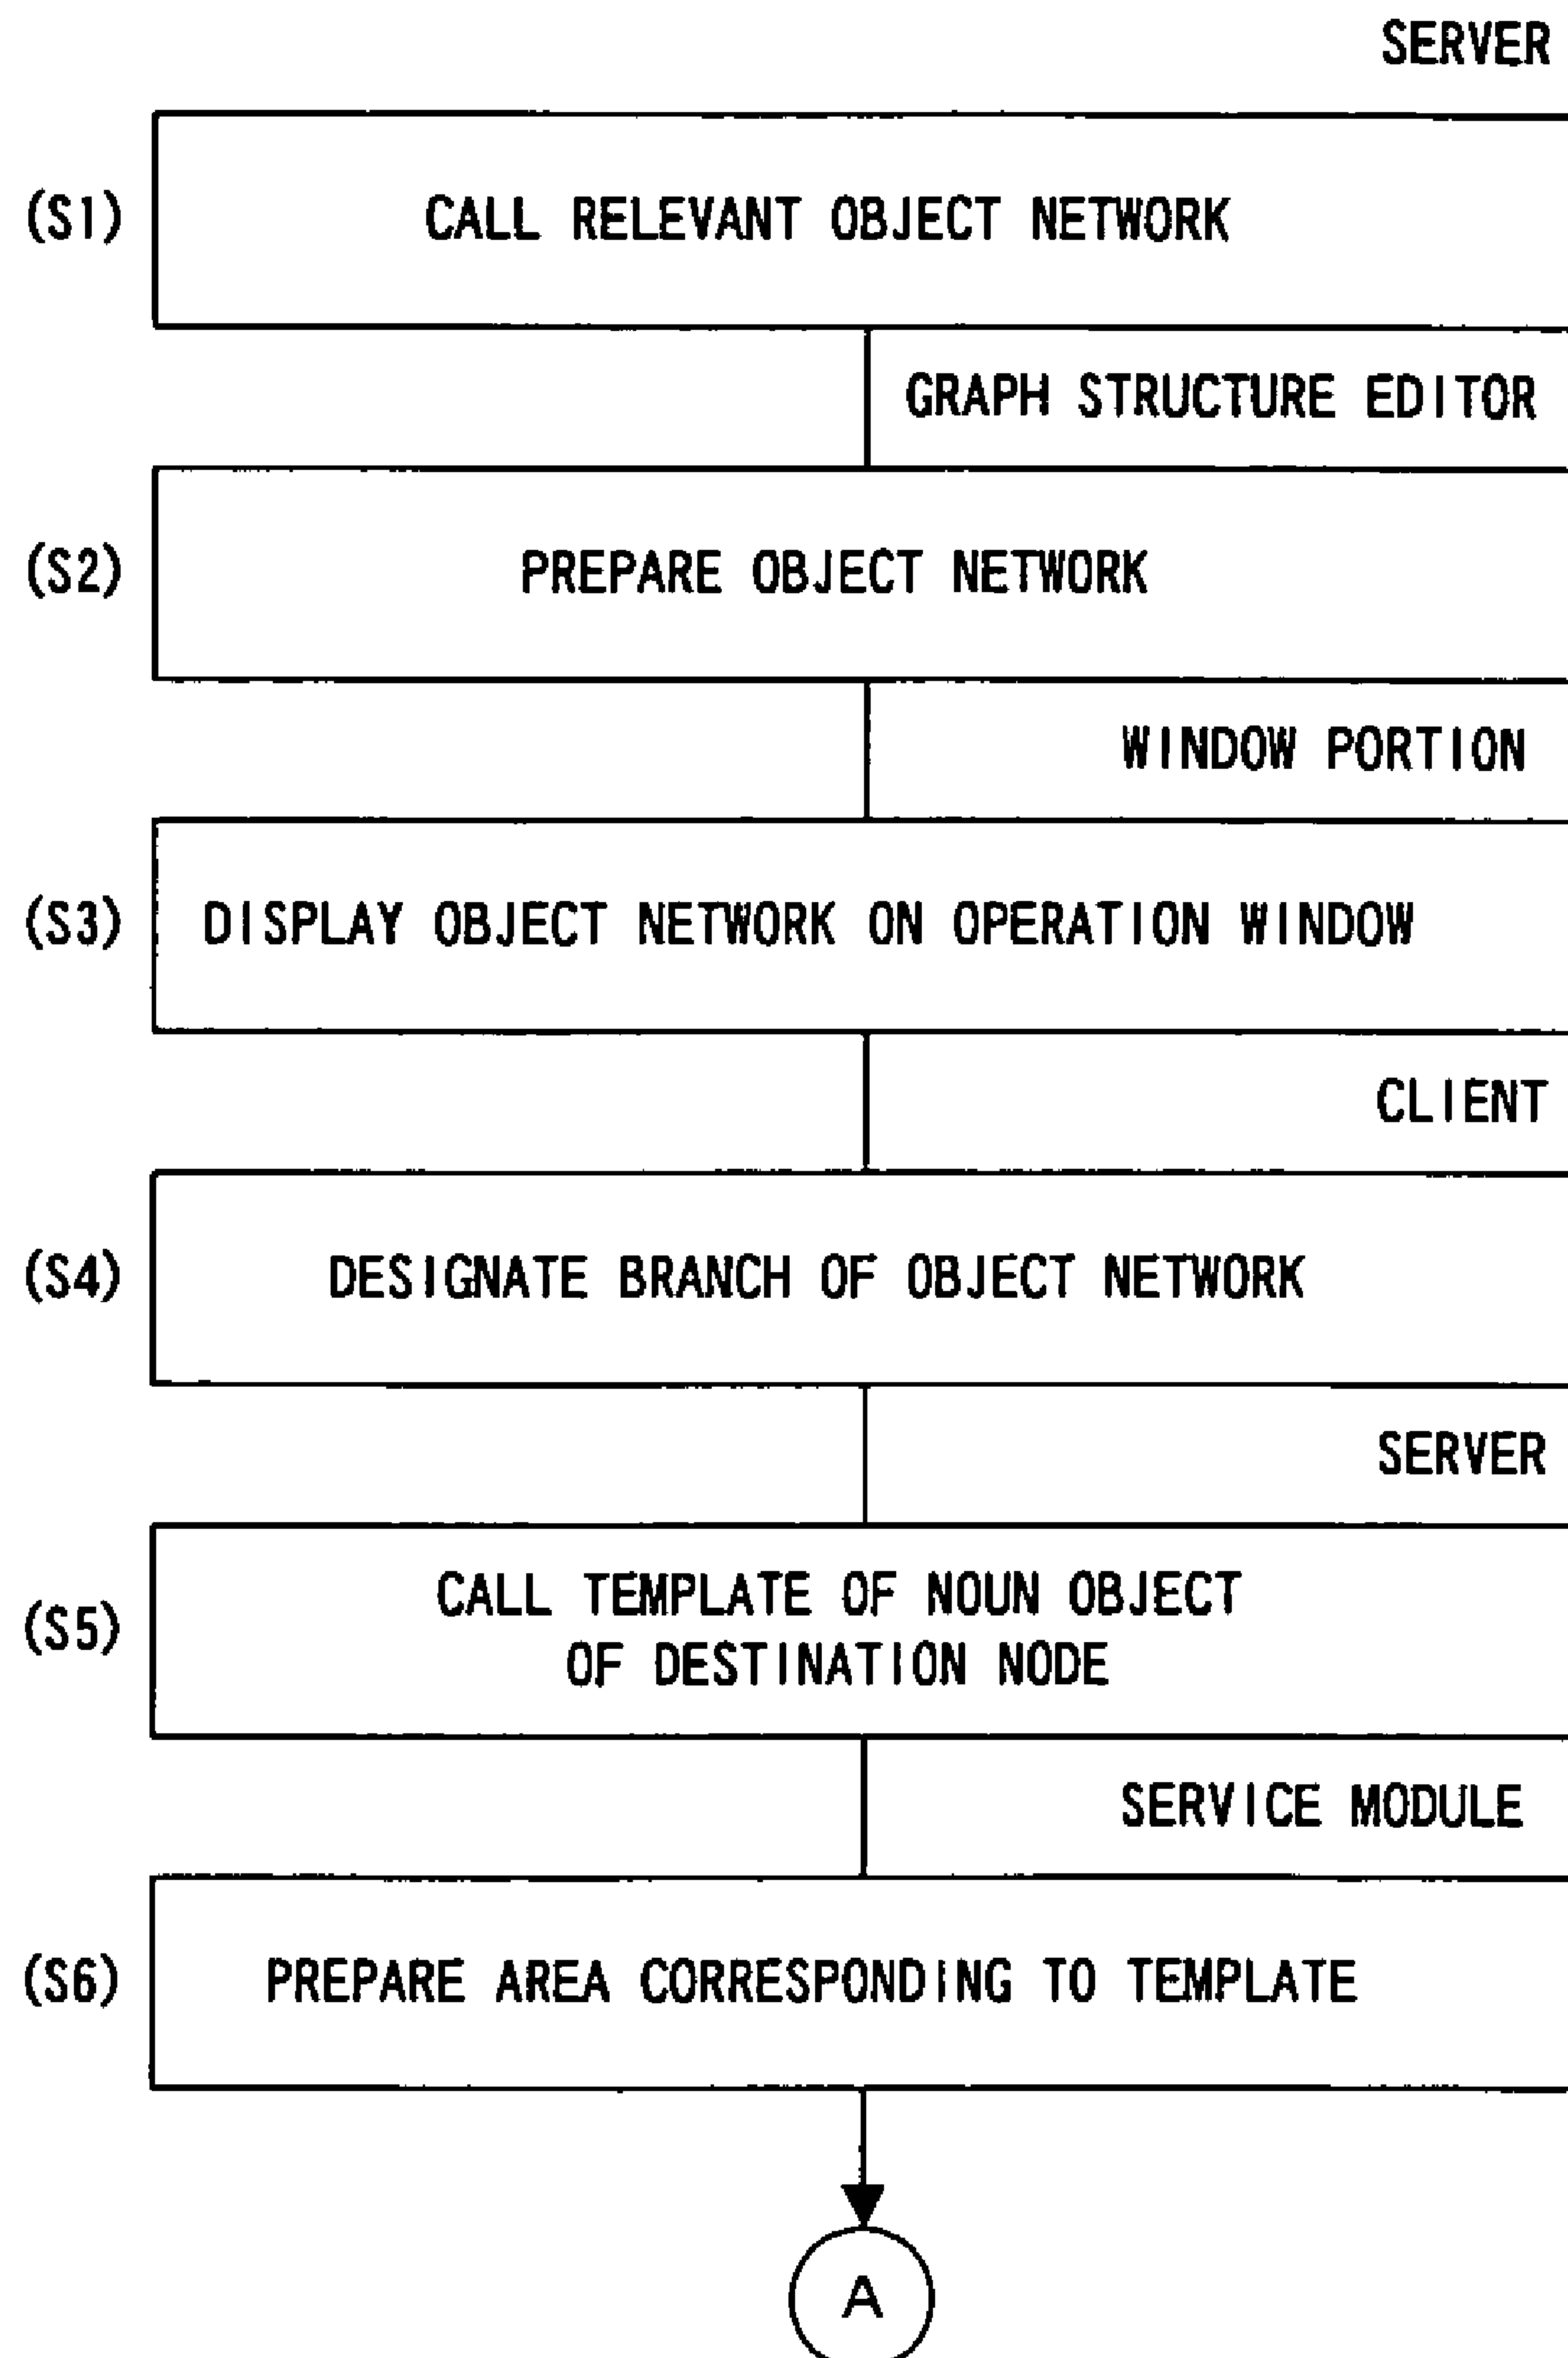 SERVER
(S1) CALL RELEVANT OBJECT NETWORK
GRAPH STRUCTURE EDITOR
(S2) PREPARE OBJECT NETWORK
WINDOW PORTION
(S3) DISPLAY OBJECT NETWORK ON OPERATION WINDOW
CLIENT
(S4) DESIGNATE BRANCH OF OBJECT NETWORK
SERVER
(S5) CALL TEMPLATE OF NOUN OBJECT
OF DESTINATION NODE
SERVICE MODULE
(S6) PREPARE AREA CORRESPONDING TO TEMPLATE
A